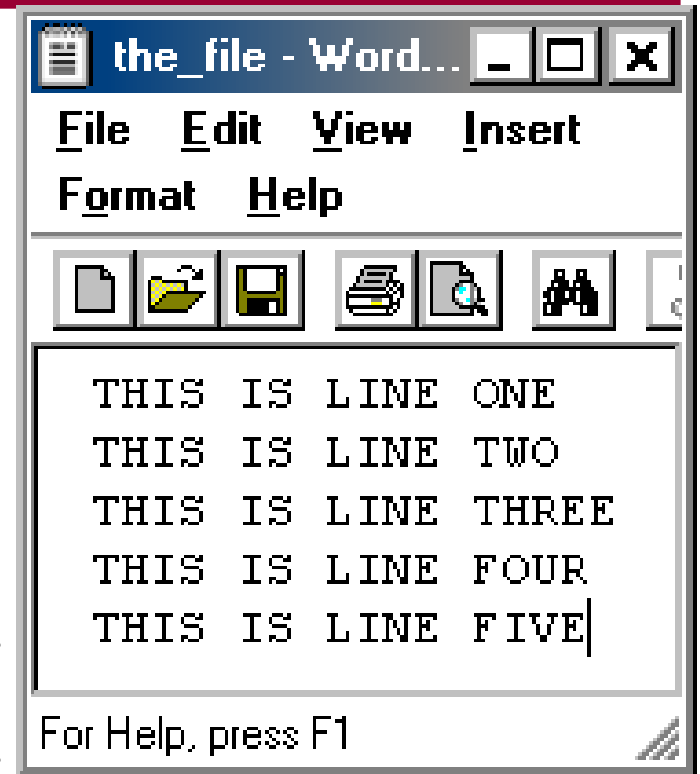 the_file - Word...
File Edit View Insert
Format Help
THIS IS LINE ONE
THIS IS LINE TWO
THIS IS LINE THREE
THIS IS LINE FOUR
THIS IS LINE FIVE
For Help, press F1